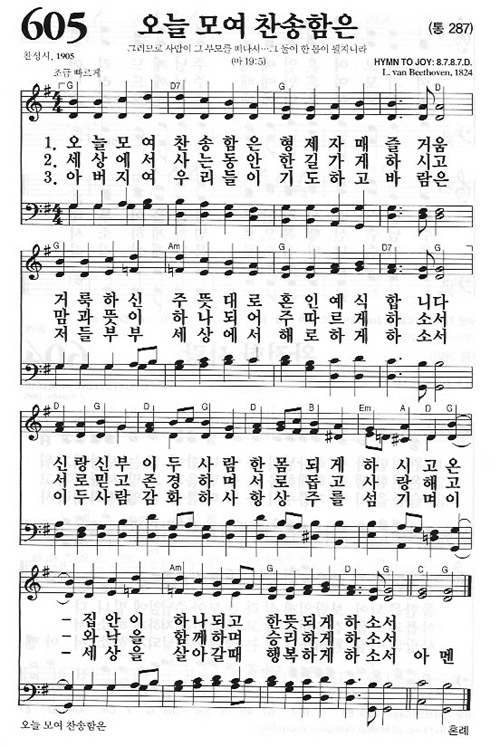 605
오늘 모여 찬송함은
(통 287)
그러므로 사람이 그 부모를 떠나서…그 둘이 한 몸이 될지니라
(마 19:5)
찬성시, 1905
조금 빠르게
HYMN TO JOY: 8.7.8.7.D.
L. van Beethoven, 1824
G D7 G G D
1. 오늘모여 찬송함은 형제자매 즐거움
2. 세상에서 사는동안 한길가게 하시고
3. 아버지여 우리들이 기도하고 바람은
G Am G D7 G
거룩하신 주뜻대로 혼인예식 합니다
맘과뜻이 하나되어 주따르게 하소서
저들부부 세상에서 해로하게 하소서
D G D G D B Em A D G
신랑신부 이두사람 한몸되게 하시고온
서로믿고 존경하며 서로돕고 사랑해고
이두사람 감화하사 항상주를 섬기며이
Am G D7 G C G
- 집안이 하나되고 한뜻되게 하소서
- 와낙을 함께하며 승리하게 하소서
- 세상을 살아갈때 행복하게 하소서 아멘
오늘 모여 찬송함은
혼례